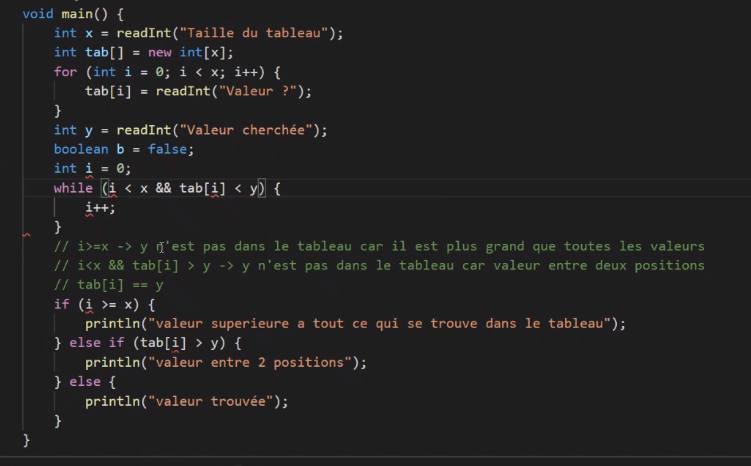 void main() {
int x = readInt("Taille du tableau");
int tab[] = new int[x];
for (int i = 0; i < x; i++) {
tab[i] = readInt("Valeur ?");
}
int y = readInt("Valeur cherchée");
boolean b = false;
int i = 0;
while (i < x && tab[i] < y) {
i++;
}
// i>=x -> y n'est pas dans le tableau car il est plus grand que toutes les valeurs
// i<x && tab[i] > y -> y n'est pas dans le tableau car valeur entre deux positions
// tab[i] == y
if (i >= x) {
println("valeur superieure a tout ce qui se trouve dans le tableau");
} else if (tab[i] > y) {
println("valeur entre 2 positions");
} else {
println("valeur trouvée");
}
}